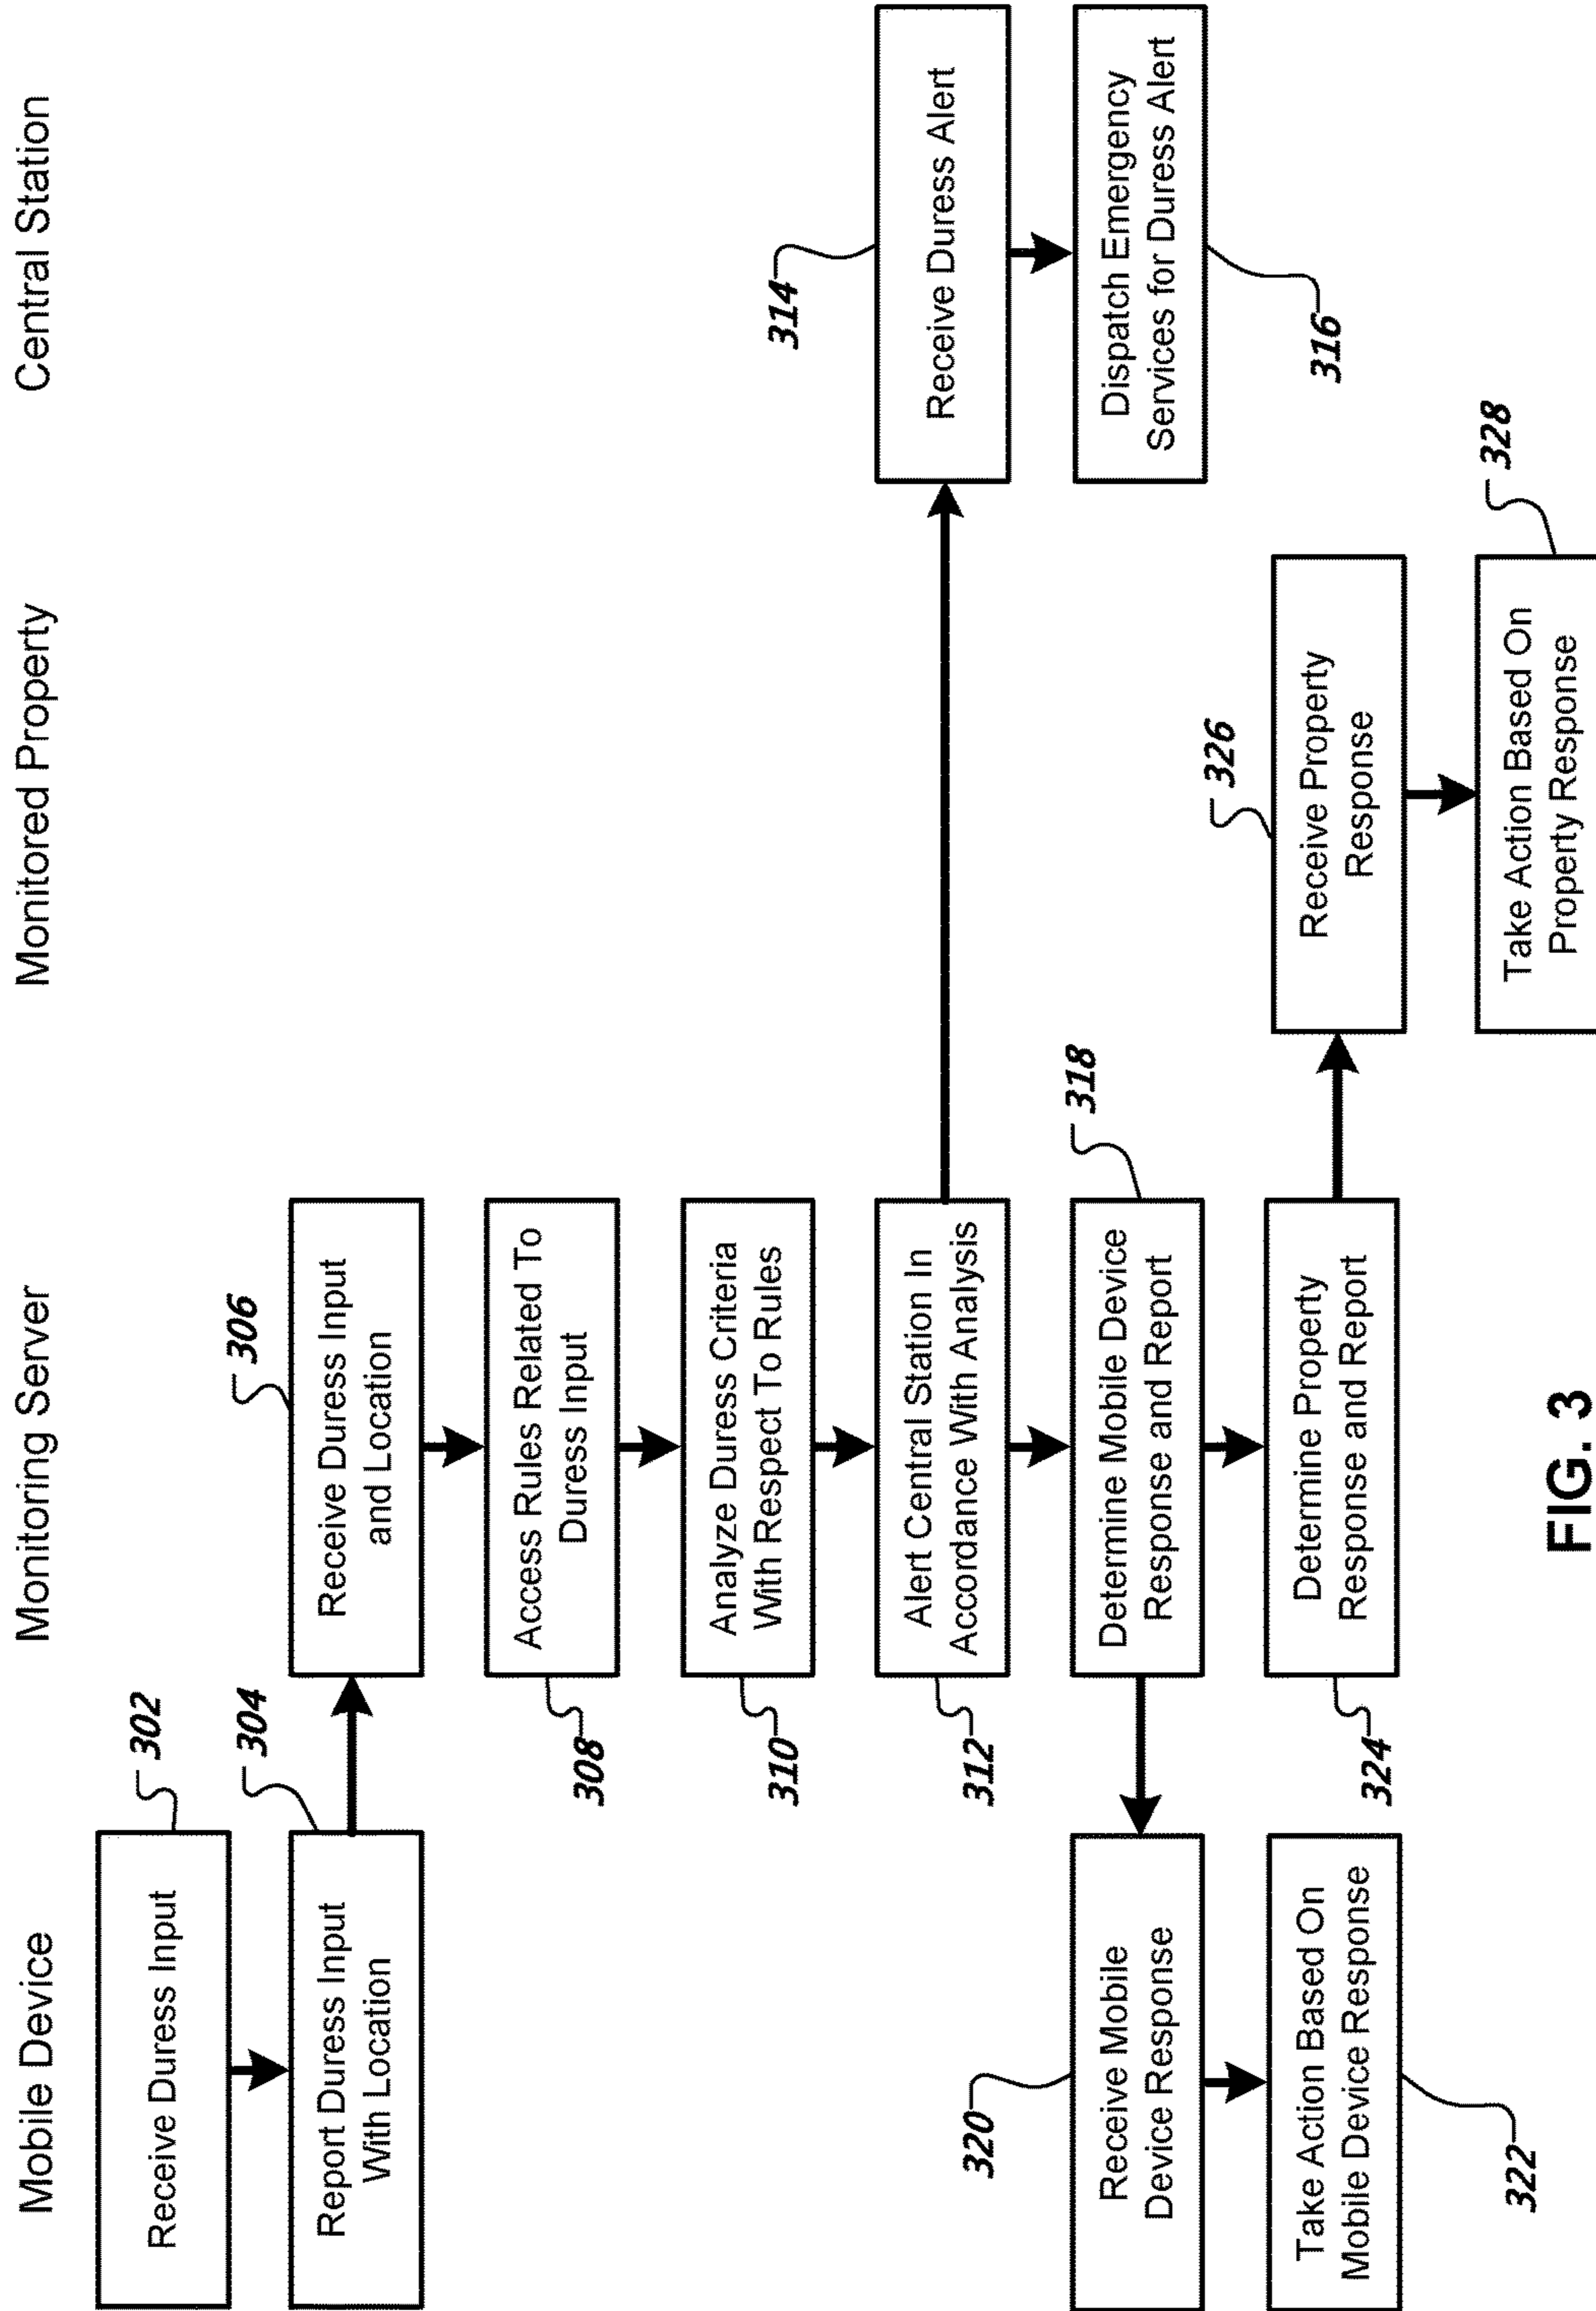 Mobile Device
Monitoring Server
Monitored Property
Central Station
302
Receive Duress Input
304
Report Duress Input
With Location
306
Receive Duress Input
and Location
308
Access Rules Related To
Duress Input
310
Analyze Duress Criteria
With Respect To Rules
312
Alert Central Station In
Accordance With Analysis
314
Receive Duress Alert
316
Dispatch Emergency
Services for Duress Alert
318
Determine Mobile Device
Response and Report
320
Receive Mobile
Device Response
322
Take Action Based On
Mobile Device Response
324
Determine Property
Response and Report
326
Receive Property
Response
328
Take Action Based On
Property Response
FIG. 3